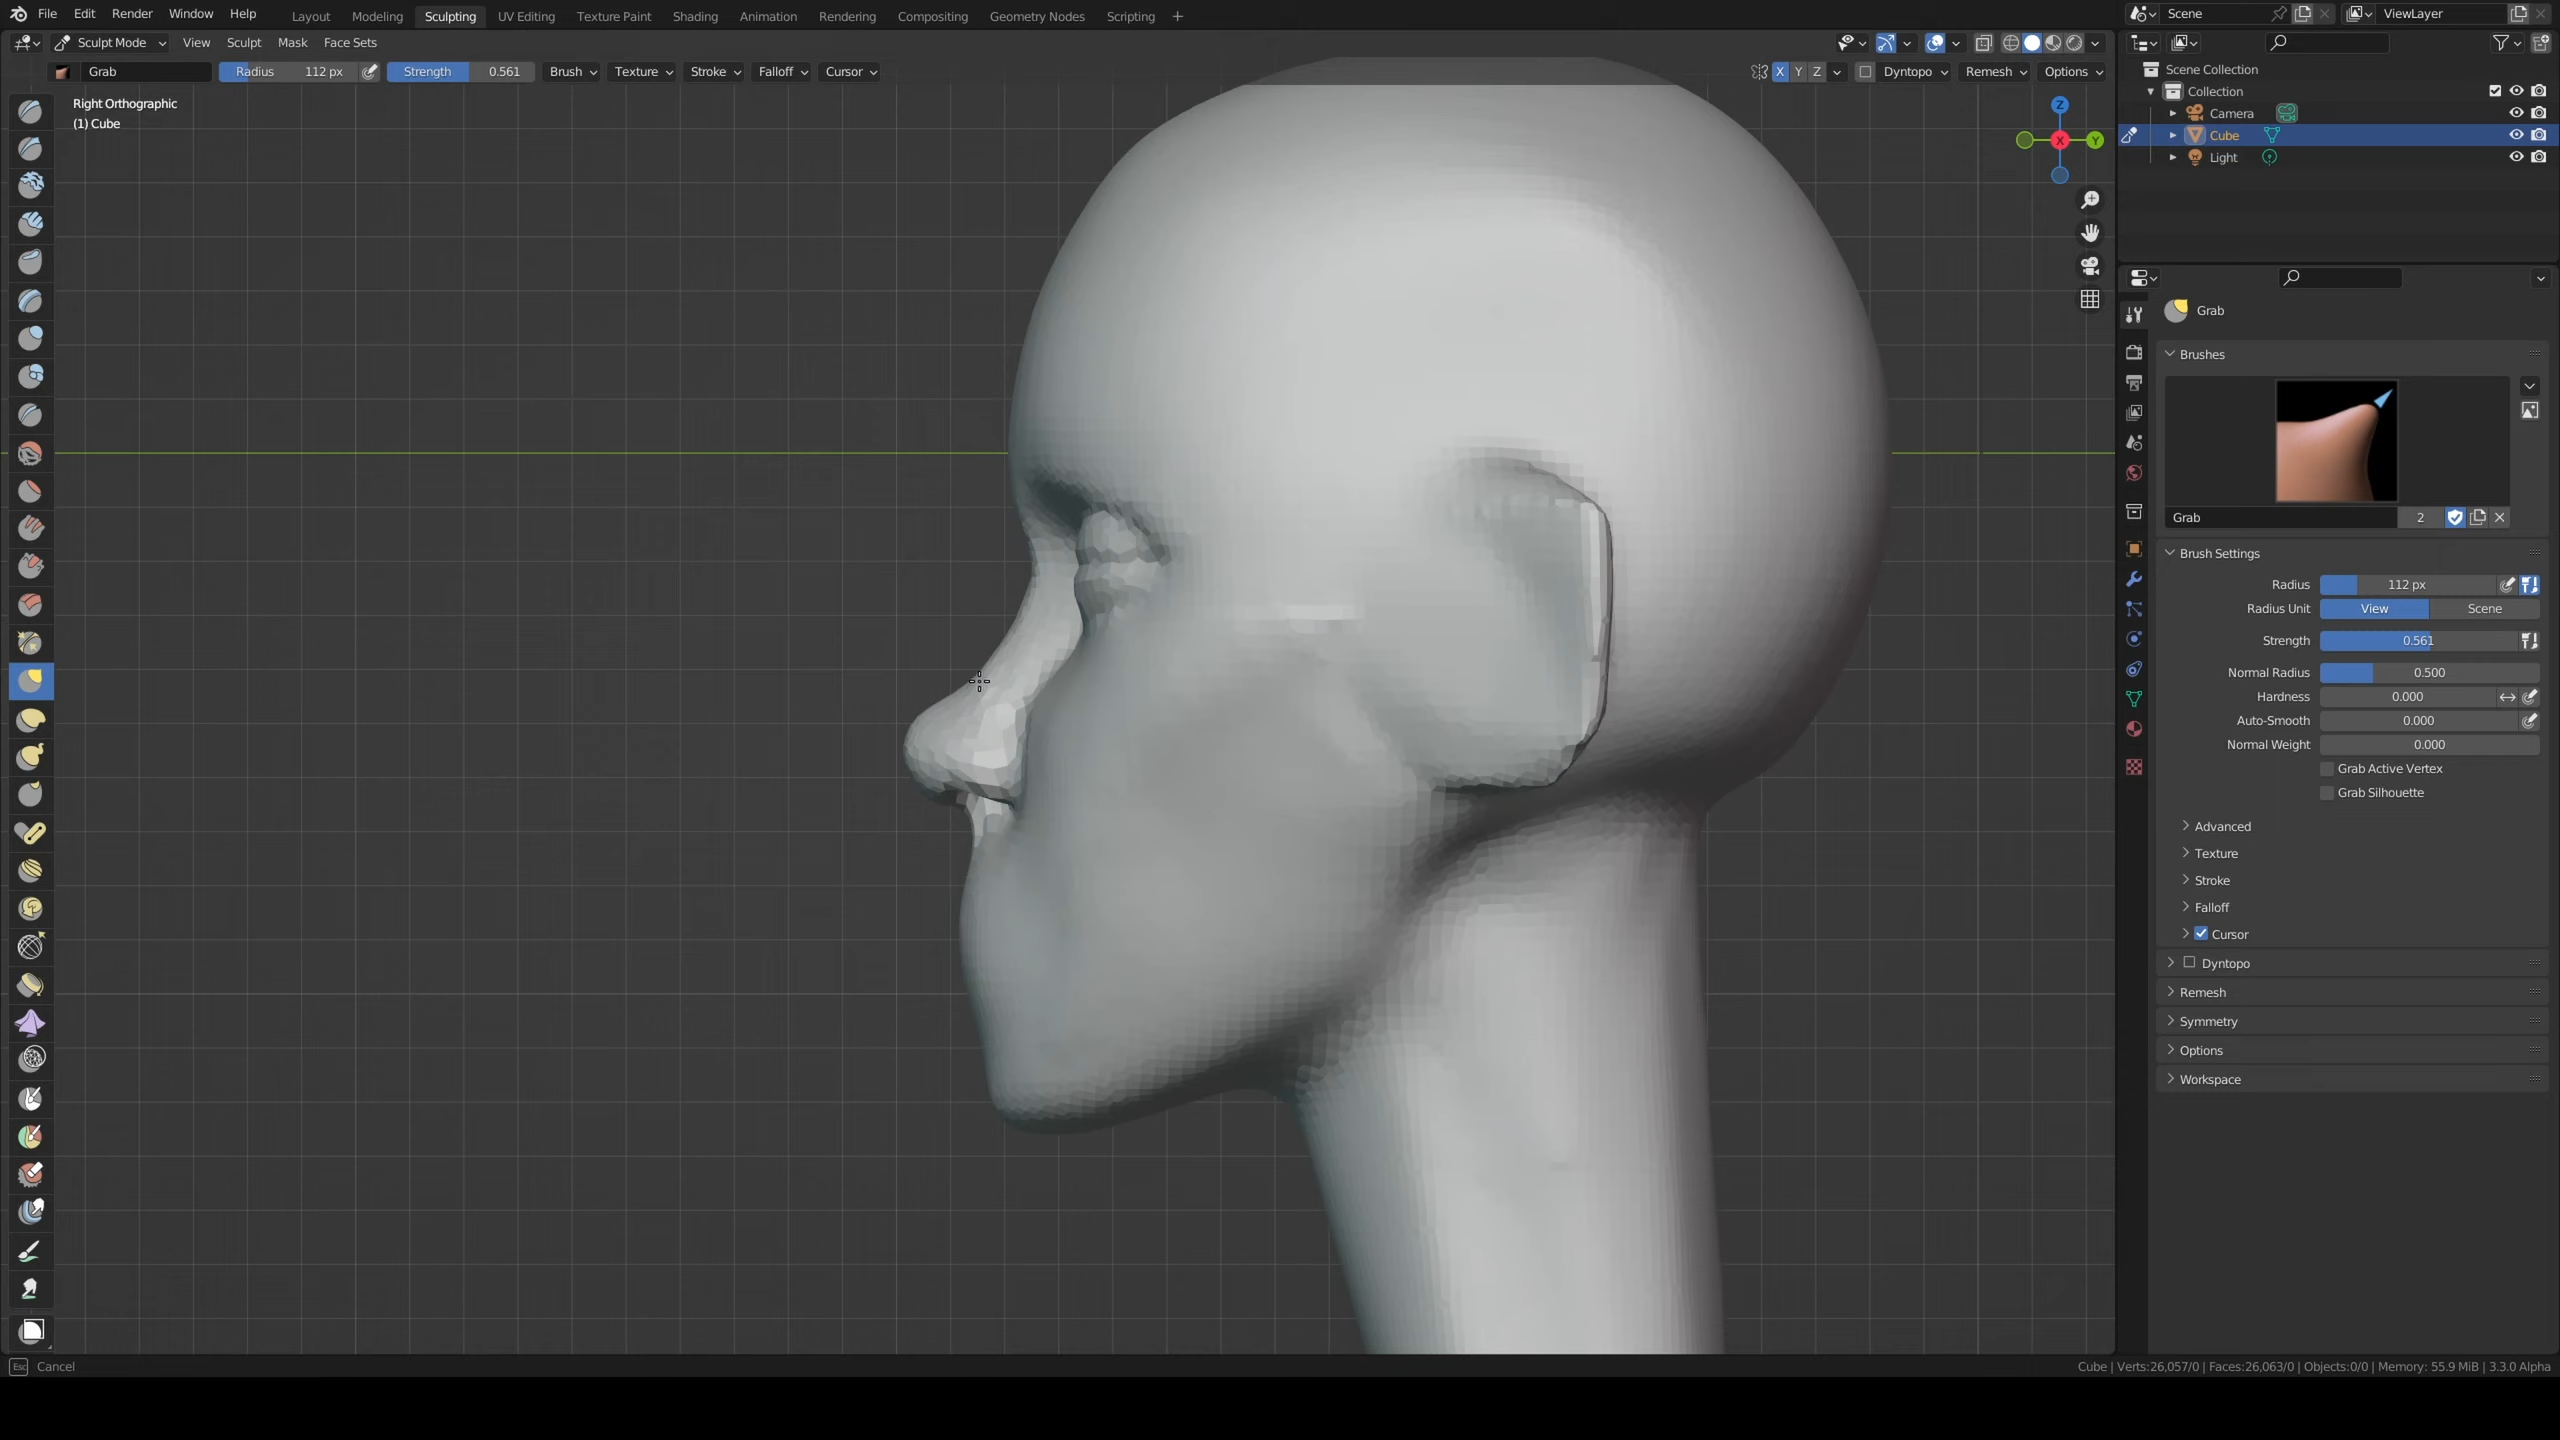 File Edit Render Window Help Layout Modeling Sculpting UV Editing Texture Paint Shading Animation Rendering Compositing Geometry Nodes Scripting + Scene ViewLayer
Sculpt Mode View Sculpt Mask Face Sets
Grab Radius 112 px Strength 0.561 Brush Texture Stroke Falloff Cursor X Y Z Dyntopo Remesh Options
Right Orthographic
(1) Cube
Z
X
Y
Scene Collection
Collection
Camera
Cube
Light
Grab
Brushes
Grab 2
Brush Settings
Radius 112 px
Radius Unit View Scene
Strength 0.561
Normal Radius 0.500
Hardness 0.000
Auto-Smooth 0.000
Normal Weight 0.000
Grab Active Vertex
Grab Silhouette
Advanced
Texture
Stroke
Falloff
Cursor
Dyntopo
Remesh
Symmetry
Options
Workspace
Esc Cancel Cube | Verts:26,057/0 | Faces:26,063/0 | Objects:0/0 | Memory: 55.9 MiB | 3.3.0 Alpha